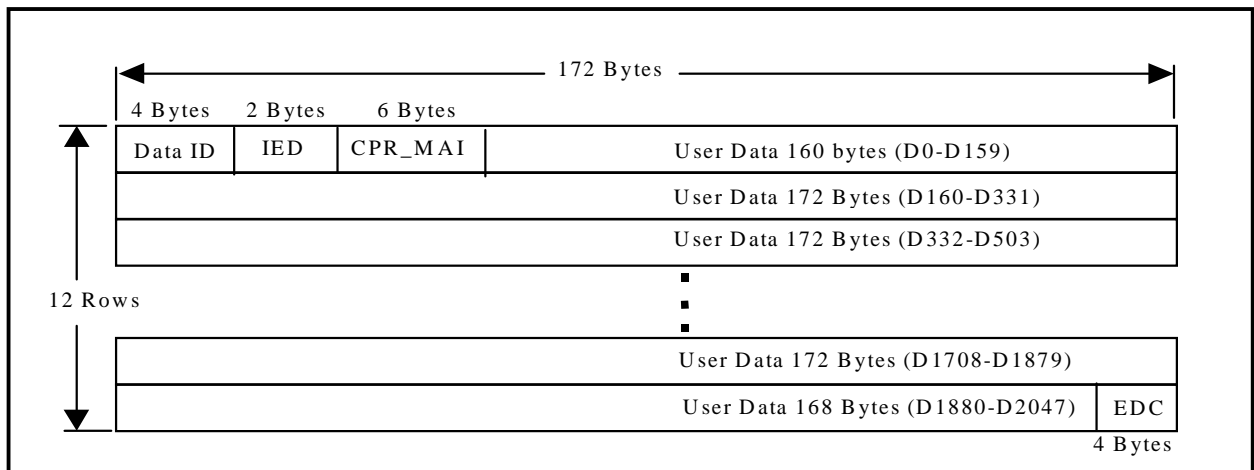 172 Bytes
4 Bytes 2 Bytes 6 Bytes
Data ID IED CPR_MAI User Data 160 bytes (D0-D159)
User Data 172 Bytes (D160-D331)
User Data 172 Bytes (D332-D503)
12 Rows
User Data 172 Bytes (D1708-D1879)
User Data 168 Bytes (D1880-D2047) EDC
4 Bytes